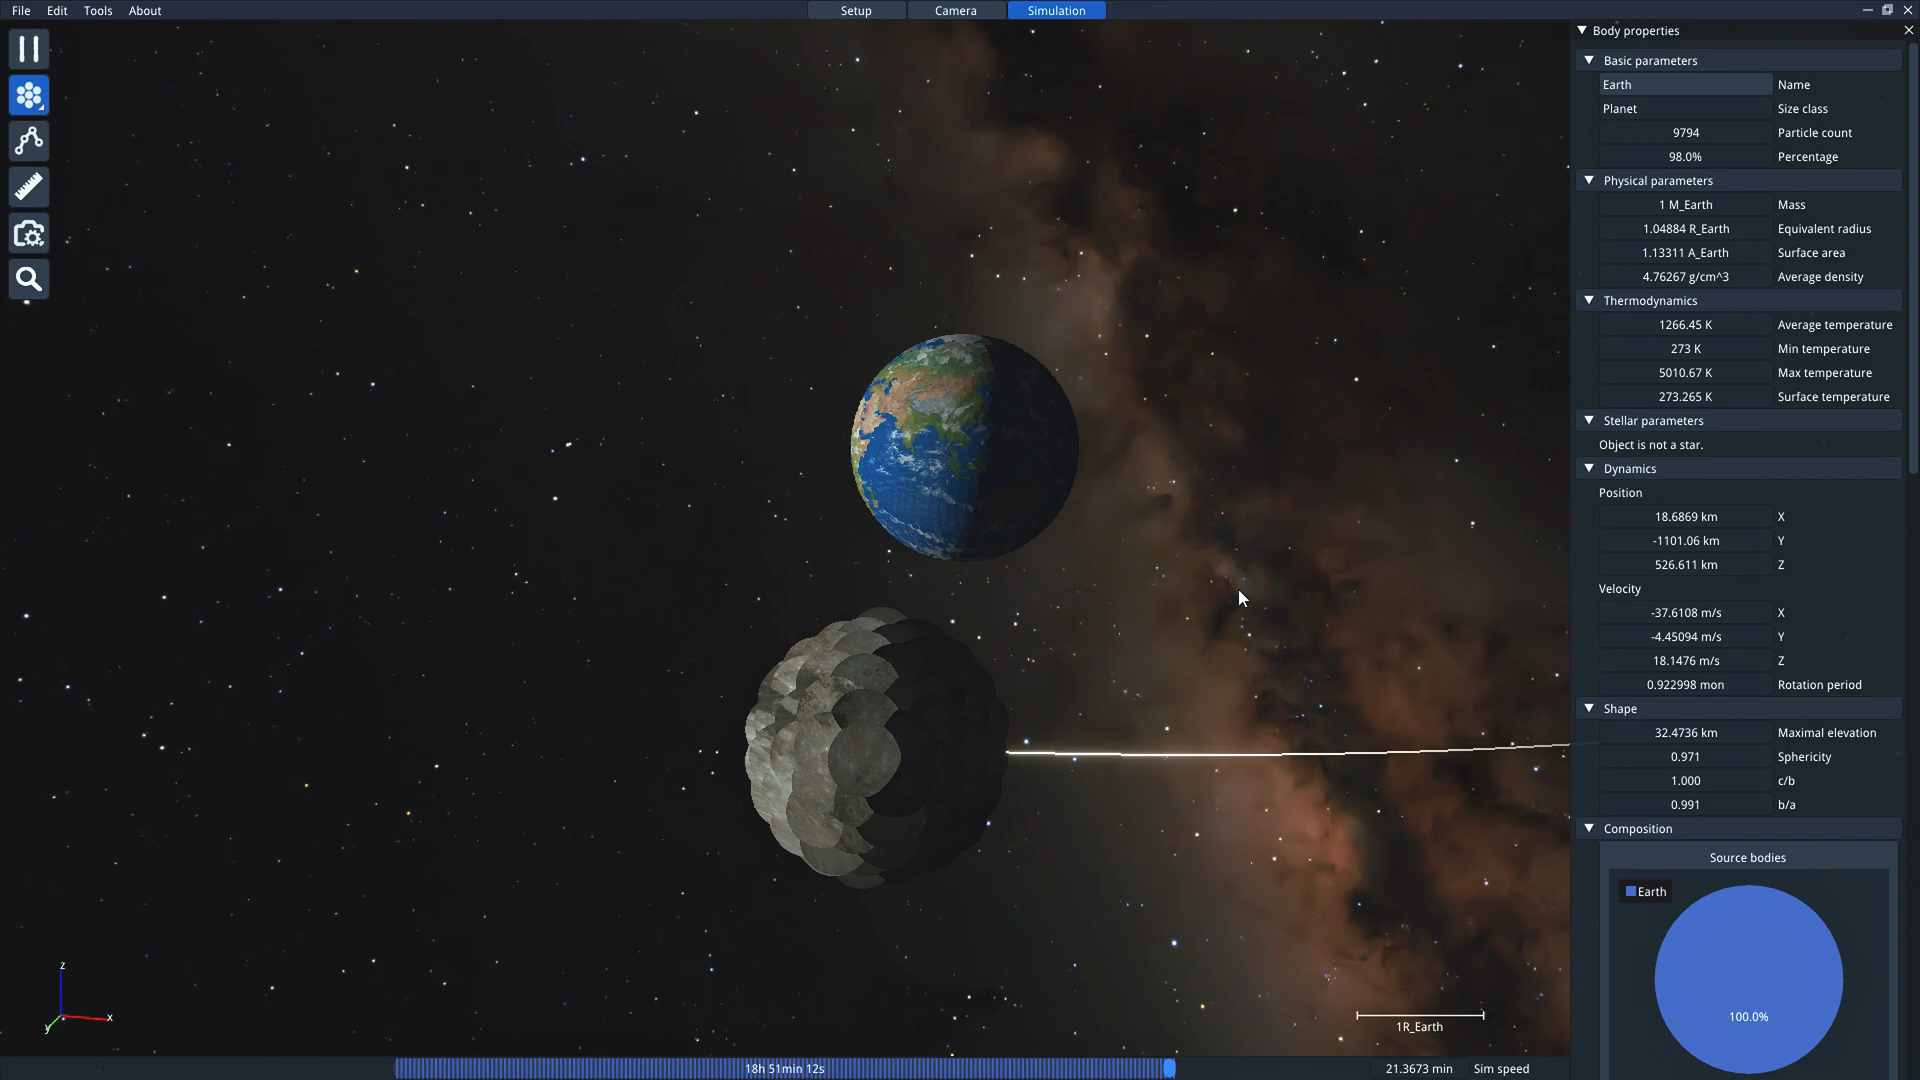 File Edit Tools About Setup Camera Simulation
Body properties
Basic parameters
Earth Name
Planet Size class
9794 Particle count
98.0% Percentage
Physical parameters
1 M_Earth Mass
1.04884 R_Earth Equivalent radius
1.13311 A_Earth Surface area
4.76267 g/cm^3 Average density
Thermodynamics
1266.45 K Average temperature
273 K Min temperature
5010.67 K Max temperature
273.265 K Surface temperature
Stellar parameters
Object is not a star.
Dynamics
Position
18.6869 km X
-1101.06 km Y
526.611 km Z
Velocity
-37.6108 m/s X
-4.45094 m/s Y
18.1476 m/s Z
0.922998 mon Rotation period
Shape
32.4736 km Maximal elevation
0.971 Sphericity
1.000 c/b
0.991 b/a
Composition
Source bodies
Earth
100.0%
z
x
y
1R_Earth
18h 51min 12s
21.3673 min Sim speed